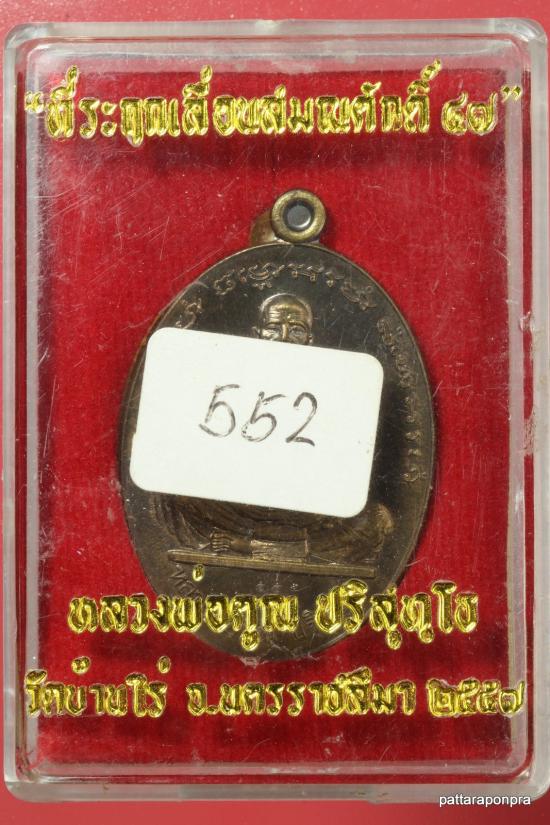 “ที่ระฤกเลื่อนสมณศักดิ์ ๔๗”
552
หลวงพ่อคูณ ปริสุทฺโธ
วัดบ้านไร่ จ.นครราชสีมา ๒๕๕๗
pattaraponpra